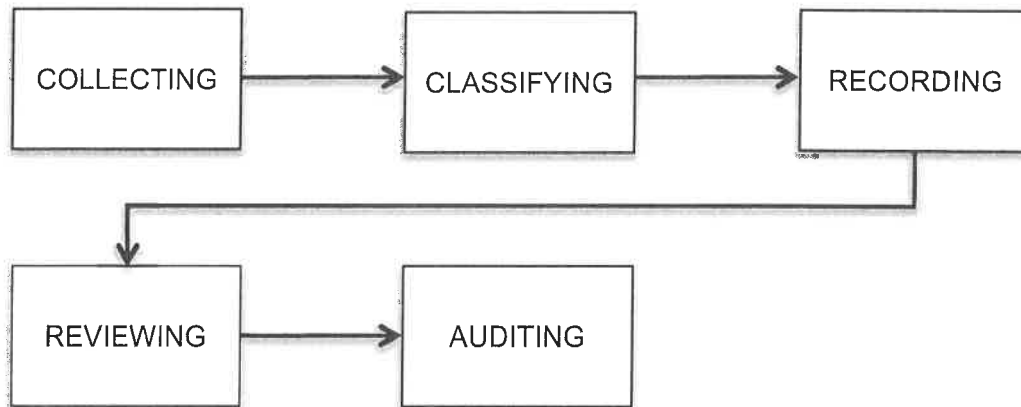 COLLECTING
CLASSIFYING
RECORDING
REVIEWING
AUDITING